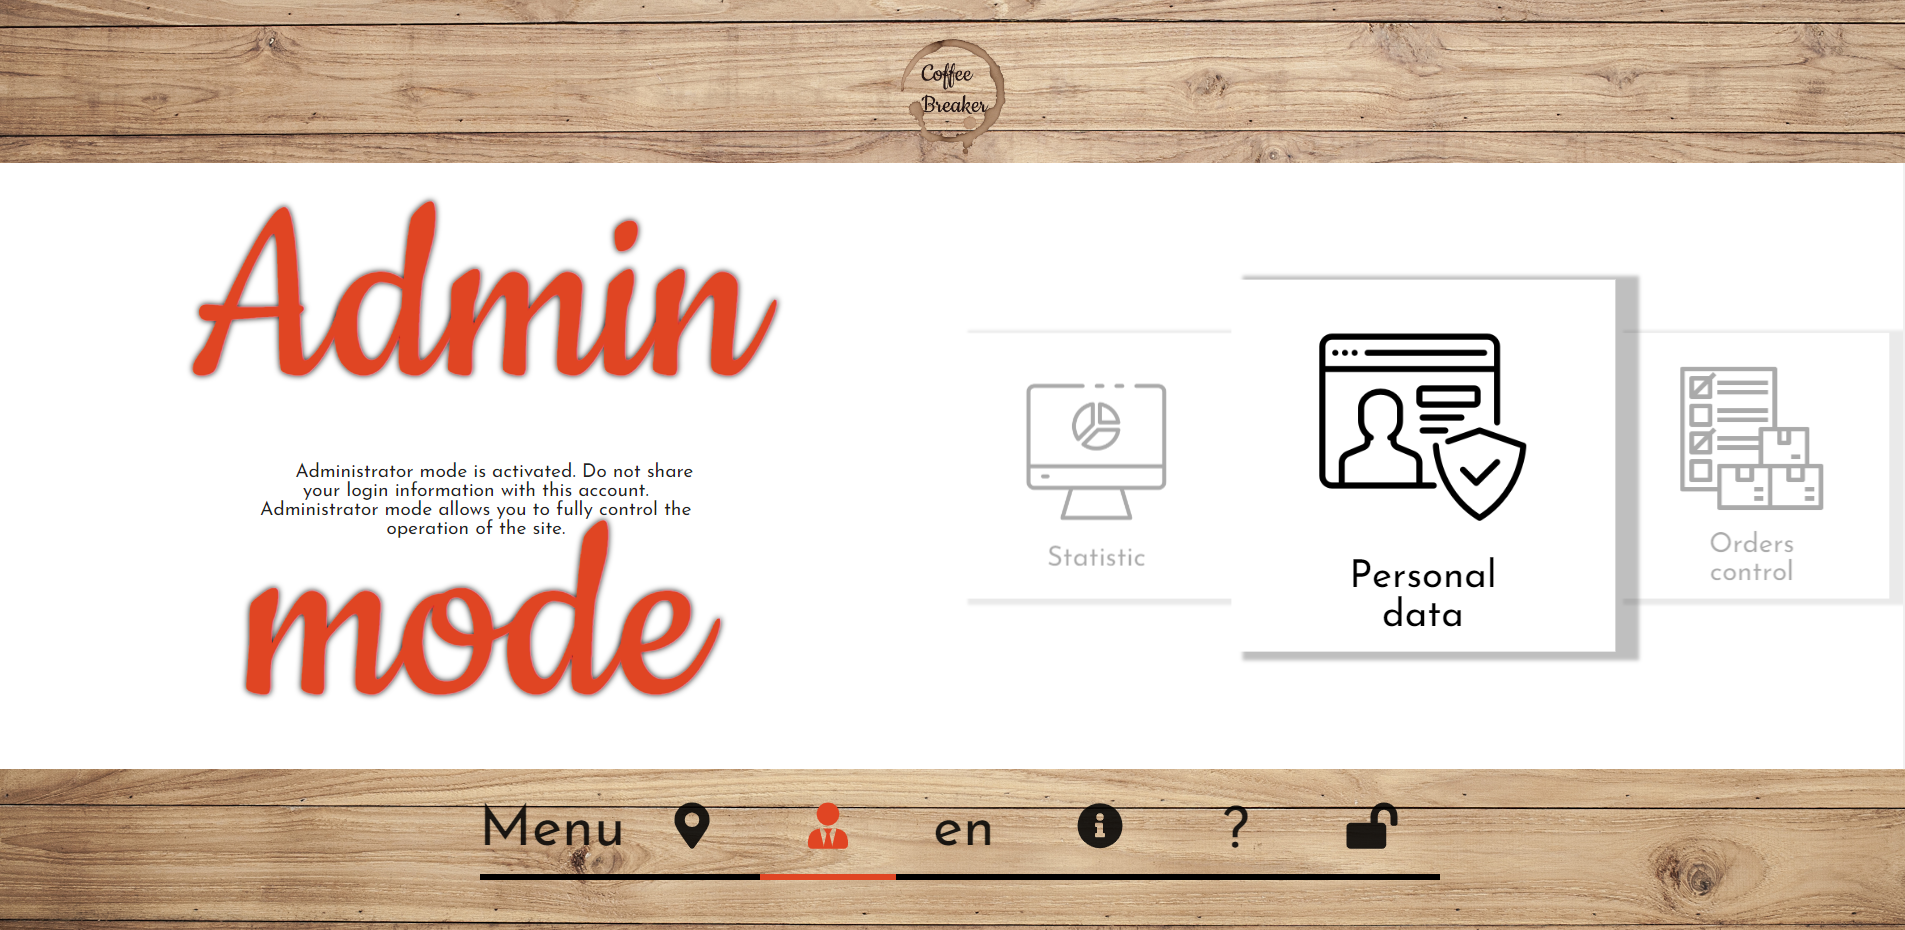 Coffee
Breaker
Admin
Administrator mode is activated. Do not share
your login information with this account.
Administrator mode allows you to fully control the
operation of the site.
mode
Statistic
Personal
data
Orders
control
Menu
en
?